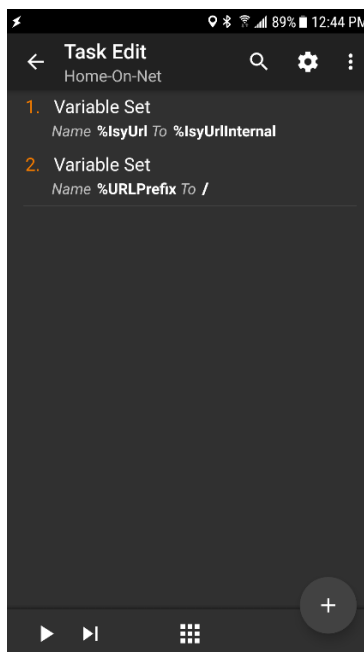 89% 12:44 PM
Task Edit
Home-On-Net
1. Variable Set
Name %IsyUrl To %IsyUrlInternal
2. Variable Set
Name %URLPrefix To /